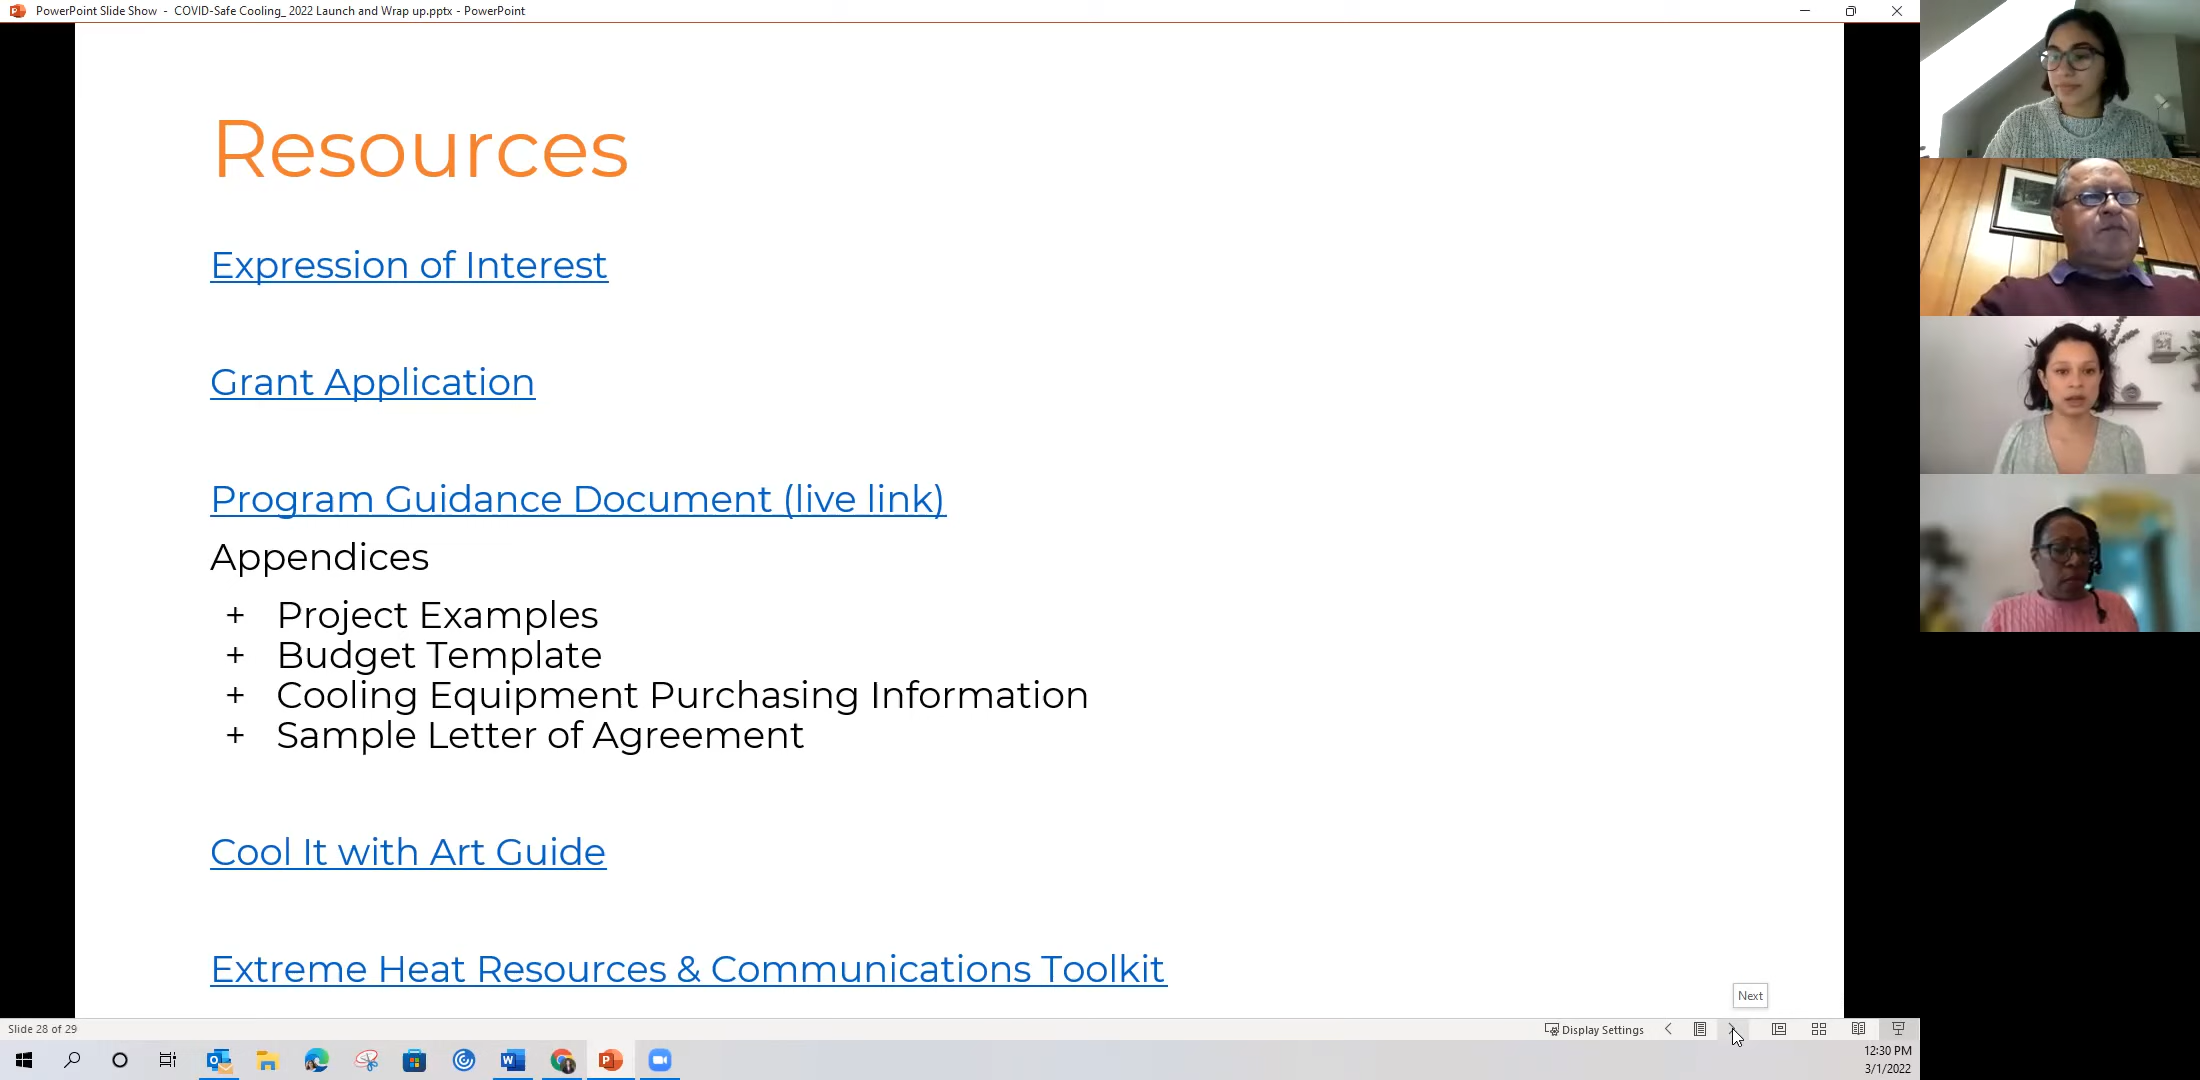 PowerPoint Slide Show - COVID-Safe Cooling_ 2022 Launch and Wrap up.pptx - PowerPoint
Resources
Expression of Interest
Grant Application
Program Guidance Document (live link)
Appendices
+ Project Examples
+ Budget Template
+ Cooling Equipment Purchasing Information
+ Sample Letter of Agreement
Cool It with Art Guide
Extreme Heat Resources & Communications Toolkit
Next
Slide 28 of 29
Display Settings
12:30 PM
3/1/2022